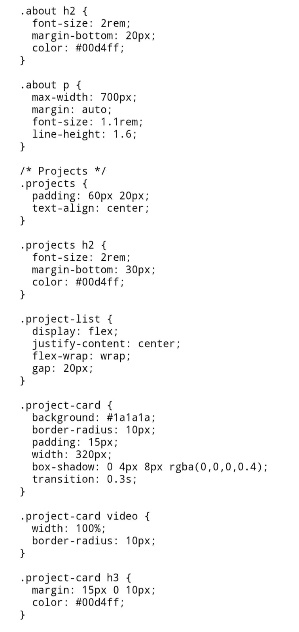 .about h2 {
  font-size: 2rem;
  margin-bottom: 20px;
  color: #00d4ff;
}

.about p {
  max-width: 700px;
  margin: auto;
  font-size: 1.1rem;
  line-height: 1.6;
}

/* Projects */
.projects {
  padding: 60px 20px;
  text-align: center;
}

.projects h2 {
  font-size: 2rem;
  margin-bottom: 30px;
  color: #00d4ff;
}

.project-list {
  display: flex;
  justify-content: center;
  flex-wrap: wrap;
  gap: 20px;
}

.project-card {
  background: #1a1a1a;
  border-radius: 10px;
  padding: 15px;
  width: 320px;
  box-shadow: 0 4px 8px rgba(0,0,0,0.4);
  transition: 0.3s;
}

.project-card video {
  width: 100%;
  border-radius: 10px;
}

.project-card h3 {
  margin: 15px 0 10px;
  color: #00d4ff;
}